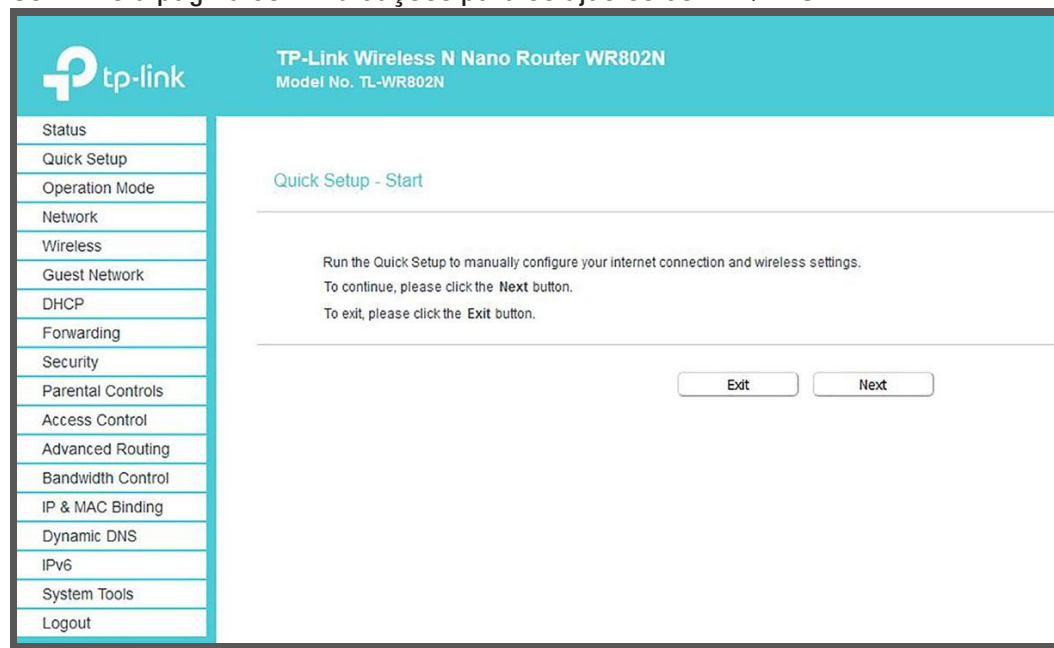 tp-link
TP-Link Wireless N Nano Router WR802N
Model No. TL-WR802N
Status
Quick Setup
Operation Mode
Network
Wireless
Guest Network
DHCP
Forwarding
Security
Parental Controls
Access Control
Advanced Routing
Bandwidth Control
IP & MAC Binding
Dynamic DNS
IPv6
System Tools
Logout
Quick Setup - Start
Run the Quick Setup to manually configure your internet connection and wireless settings.
To continue, please click the Next button.
To exit, please click the Exit button.
Exit Next